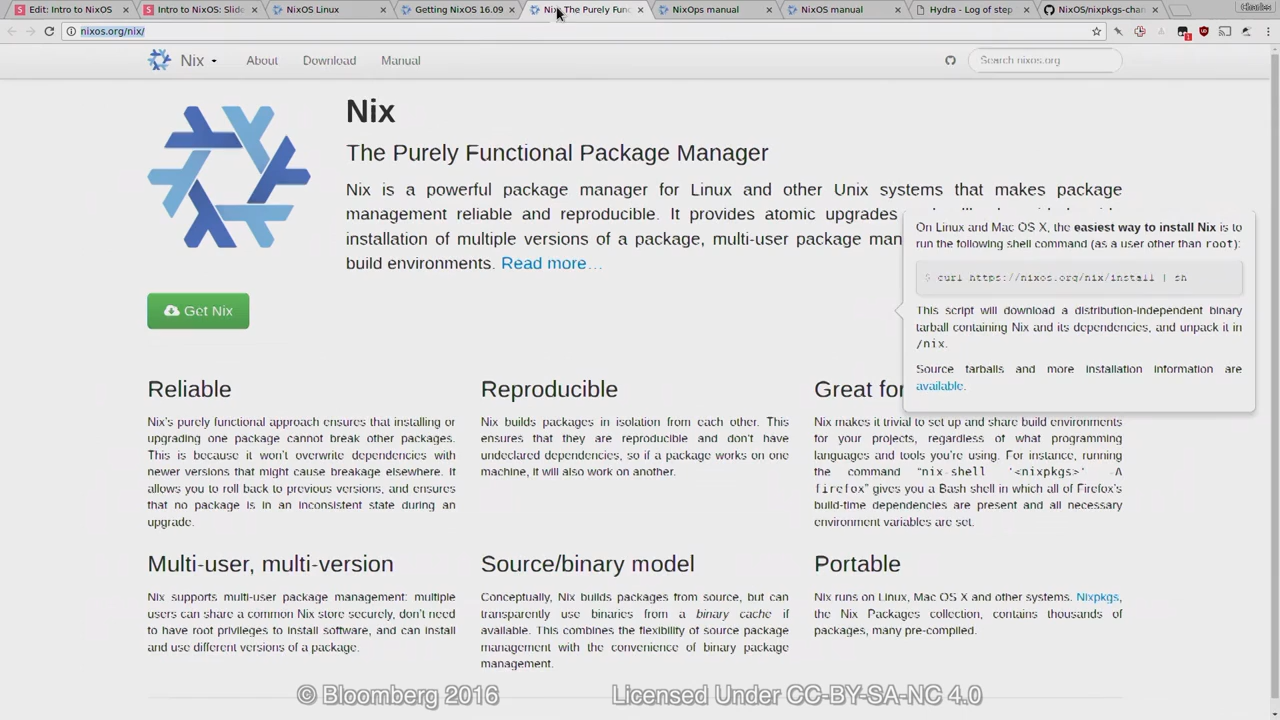 Edit: Intro to NixOS
Intro to NixOS: Slide
NixOS Linux
Getting NixOS 16.09
Nix: The Purely Func
NixOps manual
NixOS manual
Hydra - Log of step
NixOS/nixpkgs-chan
nixos.org/nix/
Nix
About
Download
Manual
Search nixos.org
Nix
The Purely Functional Package Manager
Nix is a powerful package manager for Linux and other Unix systems that makes package
management reliable and reproducible. It provides atomic upgrades
installation of multiple versions of a package, multi-user package man
build environments. Read more…
Get Nix
On Linux and Mac OS X, the easiest way to install Nix is to
run the following shell command (as a user other than root):
$ curl https://nixos.org/nix/install | sh
This script will download a distribution-independent binary
tarball containing Nix and its dependencies, and unpack it in
/nix.
Source tarballs and more installation information are
available.
Reliable
Nix's purely functional approach ensures that installing or
upgrading one package cannot break other packages.
This is because it won't overwrite dependencies with
newer versions that might cause breakage elsewhere. It
allows you to roll back to previous versions, and ensures
that no package is in an inconsistent state during an
upgrade.
Reproducible
Nix builds packages in isolation from each other. This
ensures that they are reproducible and don't have
undeclared dependencies, so if a package works on one
machine, it will also work on another.
Great for
Nix makes it trivial to set up and share build environments
for your projects, regardless of what programming
languages and tools you're using. For instance, running
the command “nix-shell '<nixpkgs>' -A
firefox” gives you a Bash shell in which all of Firefox's
build-time dependencies are present and all necessary
environment variables are set.
Multi-user, multi-version
Nix supports multi-user package management: multiple
users can share a common Nix store securely, don't need
to have root privileges to install software, and can install
and use different versions of a package.
Source/binary model
Conceptually, Nix builds packages from source, but can
transparently use binaries from a binary cache if
available. This combines the flexibility of source package
management with the convenience of binary package
management.
Portable
Nix runs on Linux, Mac OS X and other systems. Nixpkgs,
the Nix Packages collection, contains thousands of
packages, many pre-compiled.
© Bloomberg 2016
Licensed Under CC-BY-SA-NC 4.0